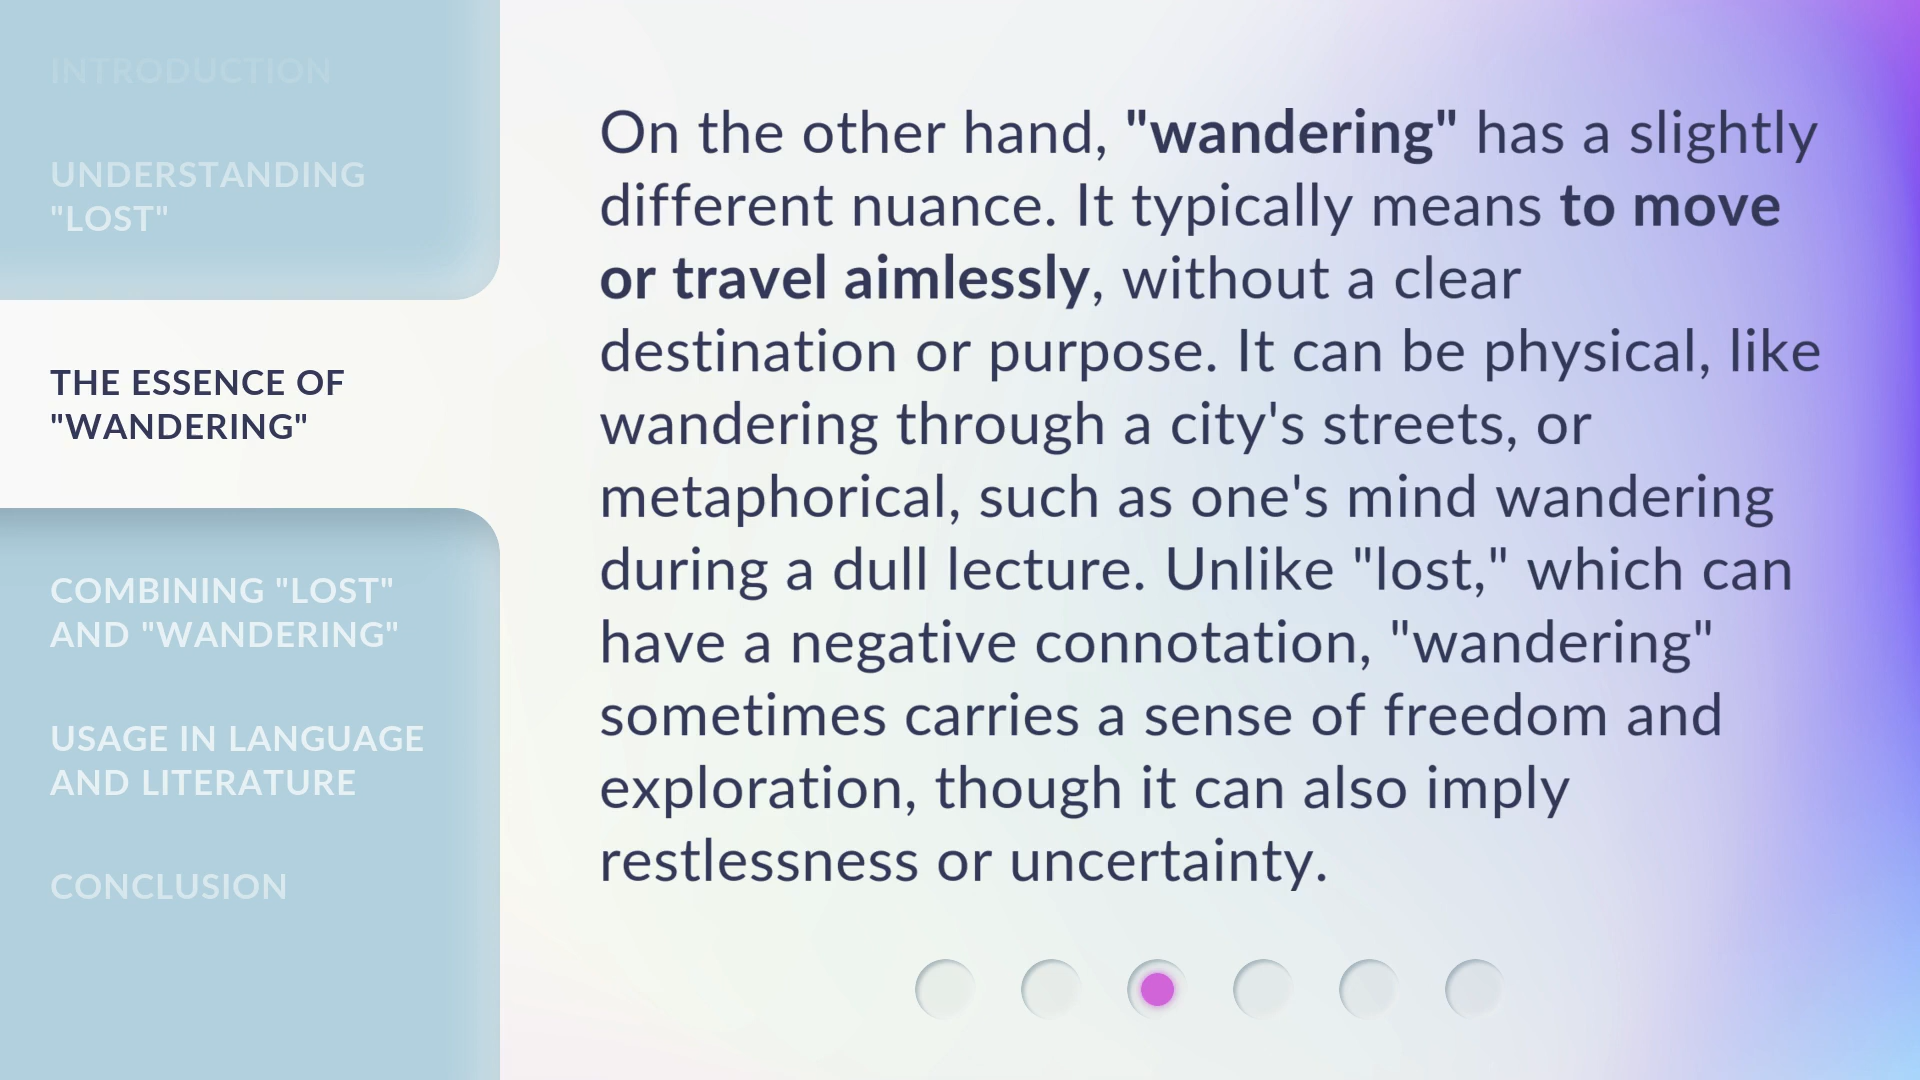 INTRODUCTION
UNDERSTANDING
"LOST"
THE ESSENCE OF
"WANDERING"
COMBINING "LOST"
AND "WANDERING"
USAGE IN LANGUAGE
AND LITERATURE
CONCLUSION
On the other hand, "wandering" has a slightly
different nuance. It typically means to move
or travel aimlessly, without a clear
destination or purpose. It can be physical, like
wandering through a city's streets, or
metaphorical, such as one's mind wandering
during a dull lecture. Unlike "lost," which can
have a negative connotation, "wandering"
sometimes carries a sense of freedom and
exploration, though it can also imply
restlessness or uncertainty.